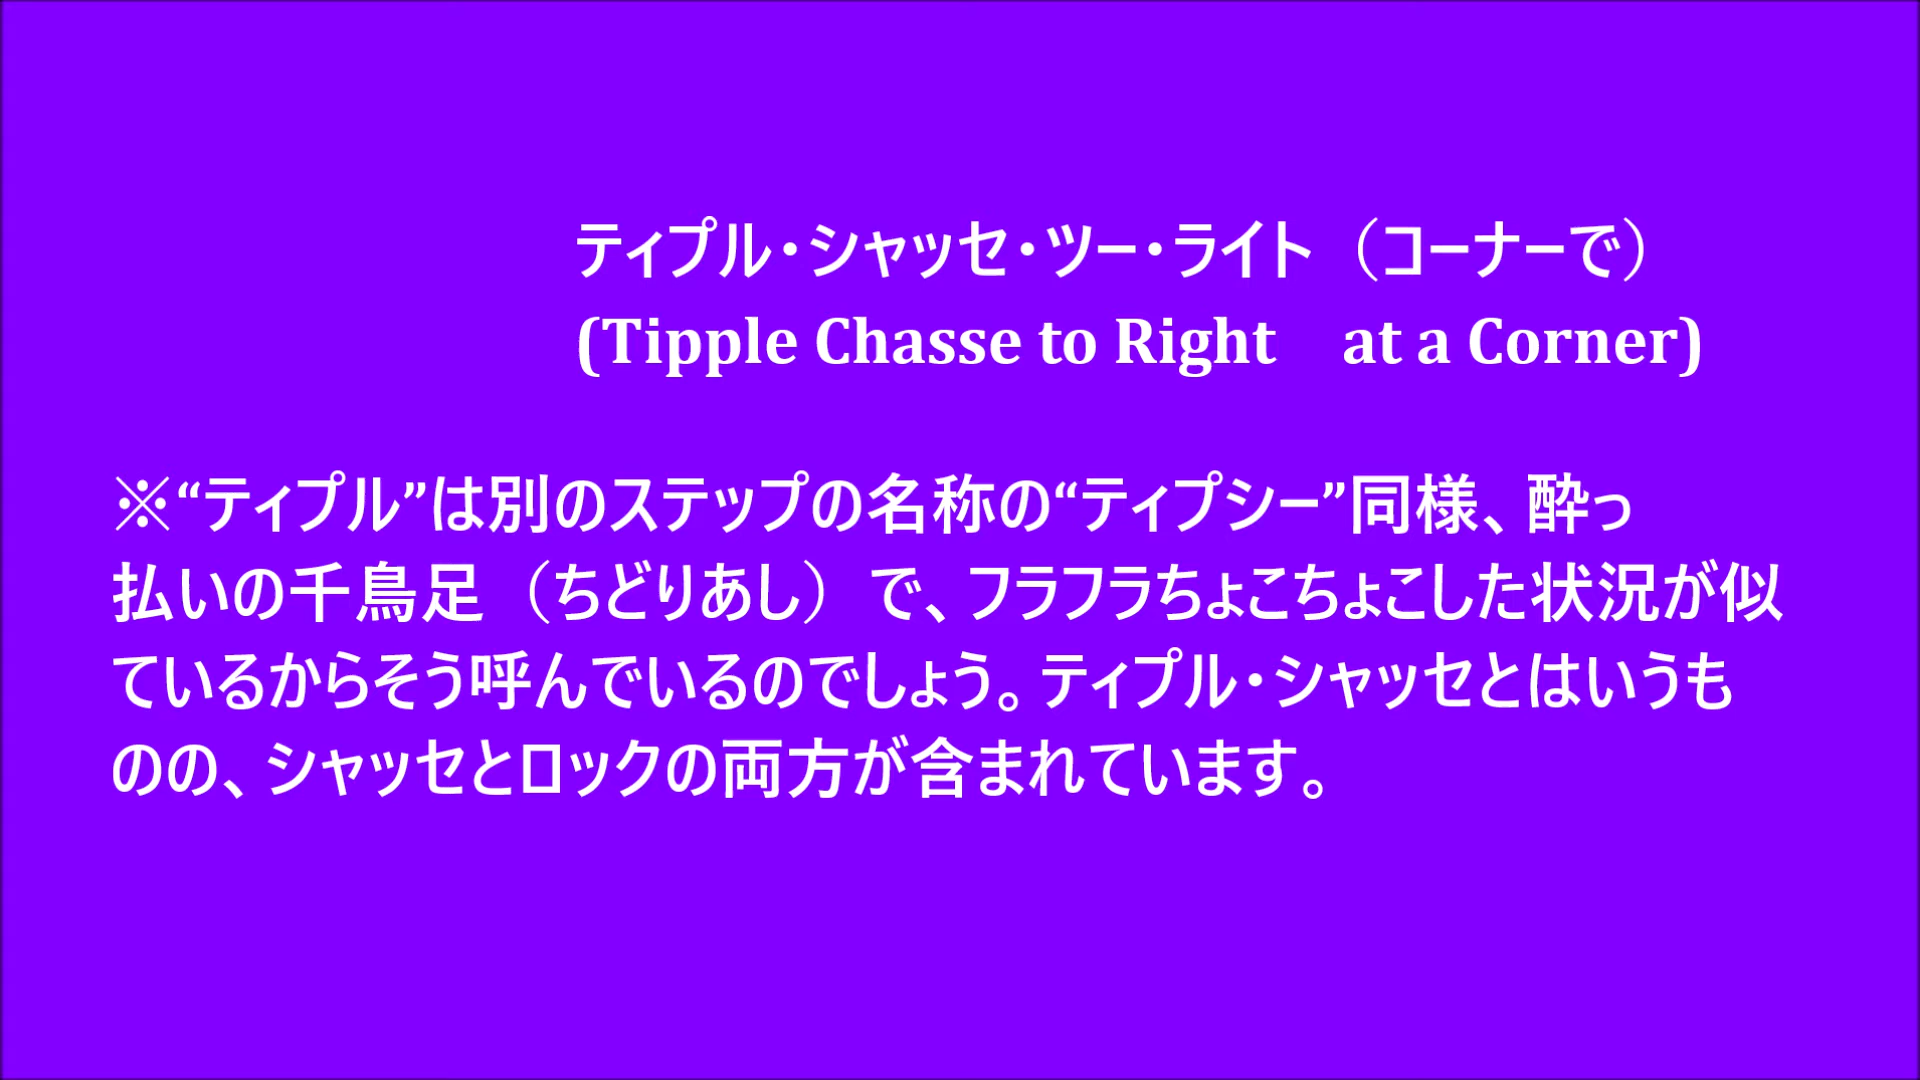 ティプル・シャッセ・ツー・ライト（コーナーで）
(Tipple Chasse to Right　at a Corner)
※“ティプル”は別のステップの名称の“ティプシー”同様、酔っ
払いの千鳥足（ちどりあし）で、フラフラちょこちょこした状況が似
ているからそう呼んでいるのでしょう。ティプル・シャッセとはいうも
のの、シャッセとロックの両方が含まれています。